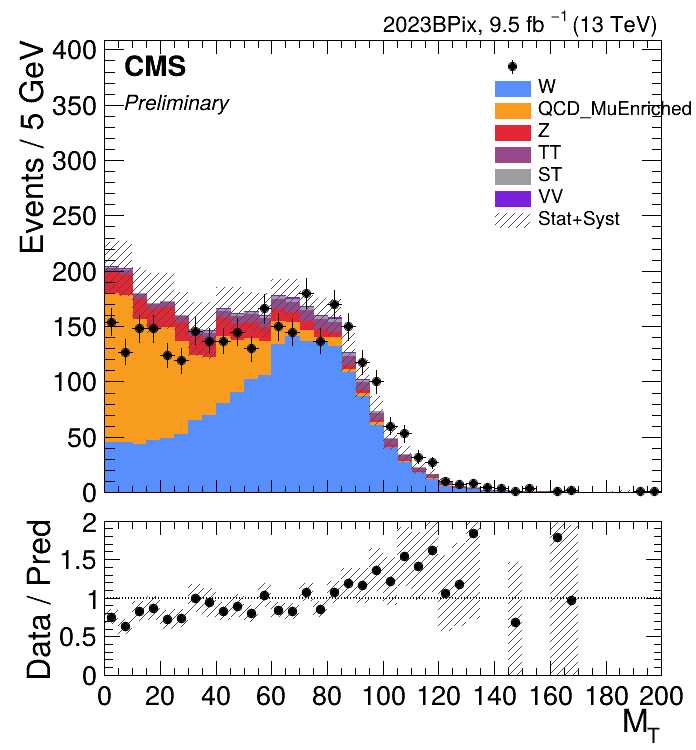 2023BPix, 9.5 fb⁻¹ (13 TeV)
CMS
Preliminary
Events / 5 GeV
400
350
300
250
200
150
100
50
0
W
QCD_MuEnriched
Z
TT
ST
VV
Stat+Syst
Data / Pred
2
1.5
1
0.5
0
0 20 40 60 80 100 120 140 160 180 200
M_T